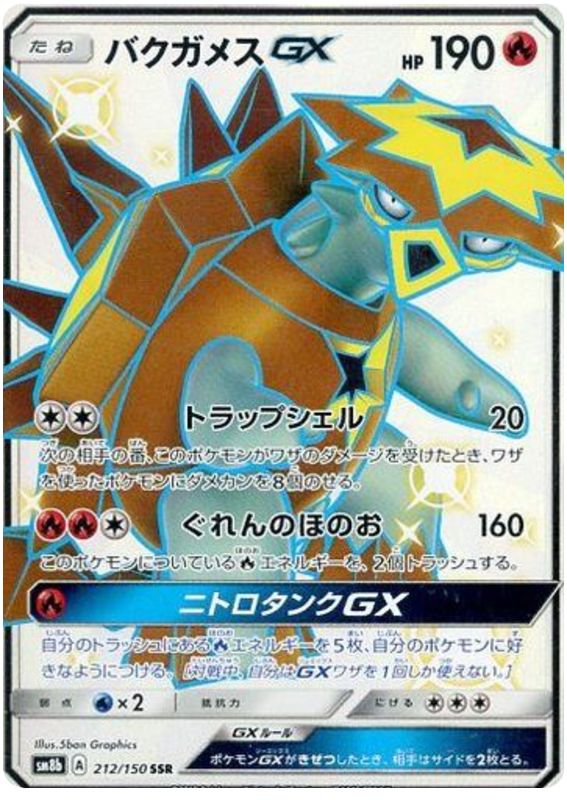 たね バクガメスGX HP 190
トラップシェル 20
次の相手の番、このポケモンがワザのダメージを受けたとき、ワザ
を使ったポケモンにダメカンを8個のせる。
ぐれんのほのお 160
このポケモンについているエネルギーを、2個トラッシュする。
ニトロタンクGX
自分のトラッシュにあるエネルギーを5枚、自分のポケモンに好
きなようにつける。[対戦中、自分はGXワザを1回しか使えない。]
弱点 ×2 抵抗力 にげる
Illus.5ban Graphics
GXルール
sm8b A 212/150 SSR
ポケモンGXがきぜつしたとき、相手はサイドを2枚とる。